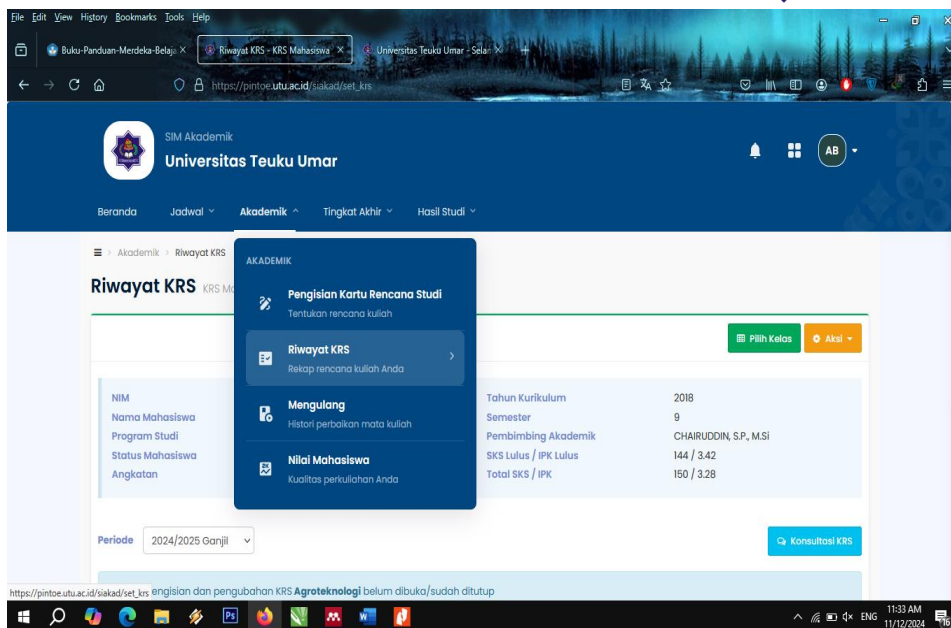 File Edit View History Bookmarks Tools Help
Buku-Panduan-Merdeka-Belaja
Riwayat KRS - KRS Mahasiswa
Universitas Teuku Umar - Selam
https://pintoe.utu.ac.id/siakad/set_krs
SIM Akademik
Universitas Teuku Umar
AB
Beranda Jadwal Akademik Tingkat Akhir Hasil Studi
Akademik > Riwayat KRS
Riwayat KRS KRS
AKADEMIK
Pengisian Kartu Rencana Studi
Tentukan rencana kuliah
Riwayat KRS
Rekap rencana kuliah Anda
Mengulang
Histori perbaikan mata kuliah
Nilai Mahasiswa
Kualitas perkuliahan Anda
Pilih Kelas Aksi
NIM
Nama Mahasiswa
Program Studi
Status Mahasiswa
Angkatan
Tahun Kurikulum 2018
Semester 9
Pembimbing Akademik CHAIRUDDIN, S.P., M.Si
SKS Lulus / IPK Lulus 144 / 3.42
Total SKS / IPK 150 / 3.28
Periode 2024/2025 Ganjil Konsultasi KRS
engisian dan pengubahan KRS Agroteknologi belum dibuka/sudah ditutup
https://pintoe.utu.ac.id/siakad/set_krs
ENG 11:33 AM
11/12/2024